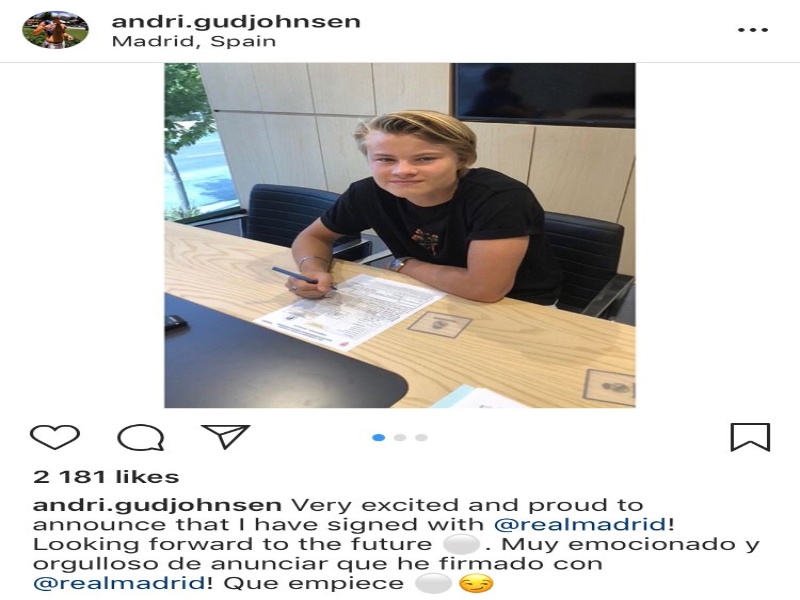 andri.gudjohnsen
Madrid, Spain
2 181 likes
andri.gudjohnsen Very excited and proud to
announce that I have signed with @realmadrid!
Looking forward to the future ⚪. Muy emocionado y
orgulloso de anunciar que he firmado con
@realmadrid! Que empiece ⚪😏